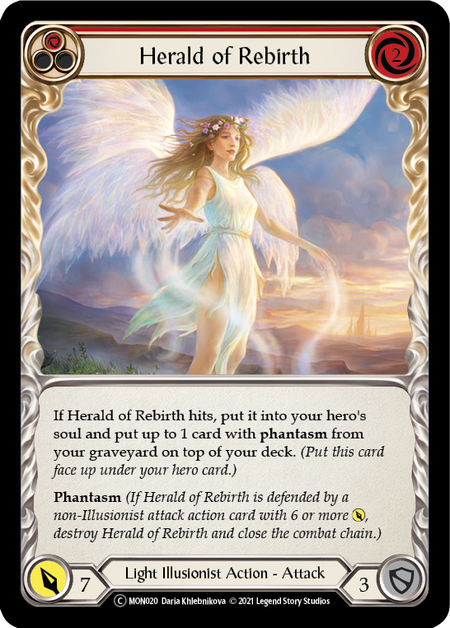 Herald of Rebirth
2
If Herald of Rebirth hits, put it into your hero's
soul and put up to 1 card with phantasm from
your graveyard on top of your deck. (Put this card
face up under your hero card.)
Phantasm (If Herald of Rebirth is defended by a
non-Illusionist attack action card with 6 or more ,
destroy Herald of Rebirth and close the combat chain.)
7
Light Illusionist Action - Attack
3
C MON020 Daria Khlebnikova © 2021 Legend Story Studios